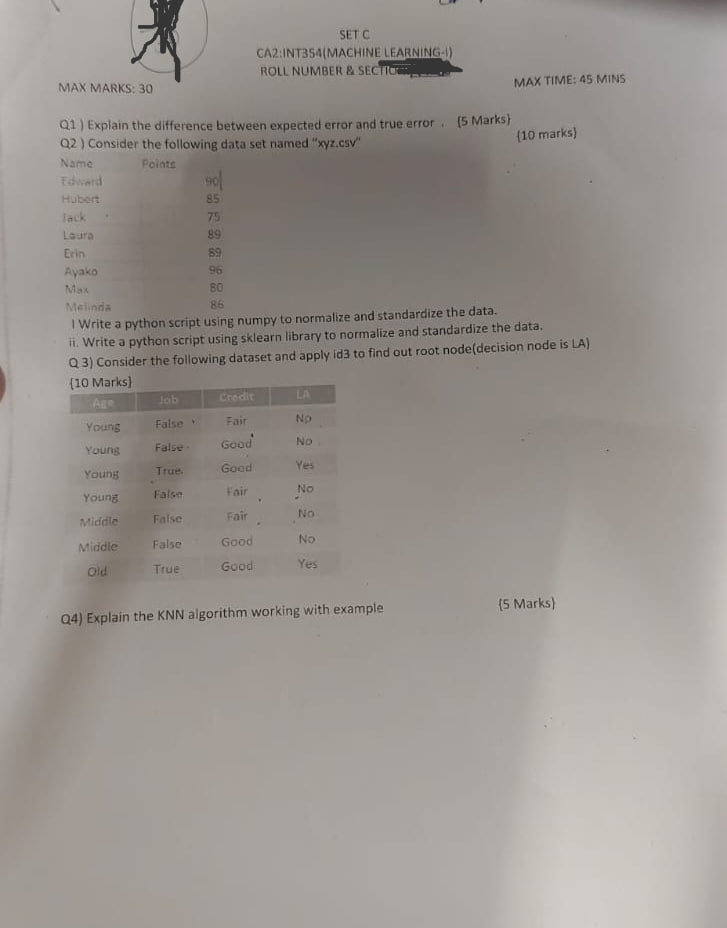 SET C
CA2:INT354(MACHINE LEARNING-I)
ROLL NUMBER & SECTIO
MAX MARKS: 30 MAX TIME: 45 MINS
Q1 ) Explain the difference between expected error and true error . {5 Marks}
Q2 ) Consider the following data set named "xyz.csv" {10 marks}
Name Points
Edward 90
Hubert 85
Jack 75
Laura 89
Erin 89
Ayako 96
Max 80
Melinda 86
I Write a python script using numpy to normalize and standardize the data.
ii. Write a python script using sklearn library to normalize and standardize the data.
Q 3) Consider the following dataset and apply id3 to find out root node(decision node is LA)
{10 Marks}
Age Job Credit LA
Young False Fair No
Young False Good No
Young True Good Yes
Young False Fair No
Middle False Fair No
Middle False Good No
Old True Good Yes
Q4) Explain the KNN algorithm working with example {5 Marks}